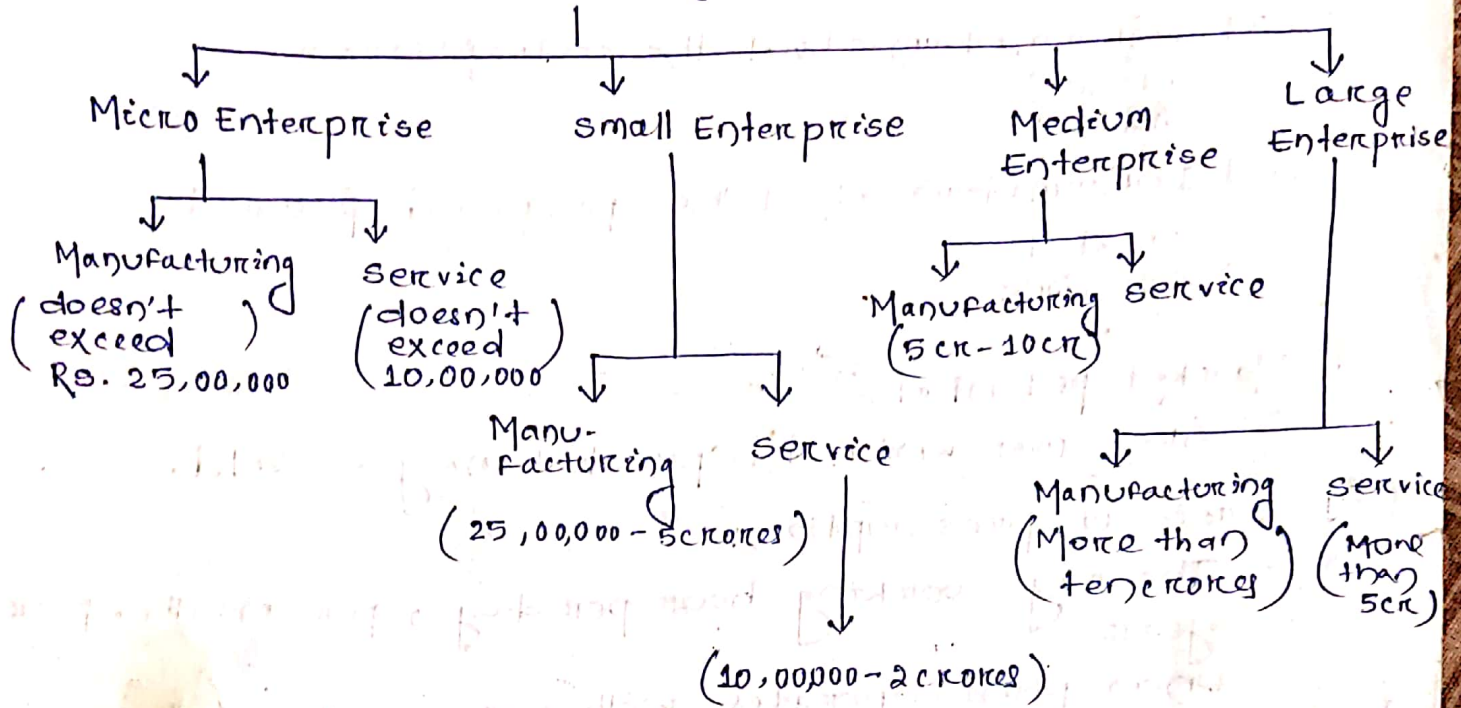 Micro Enterprise
Small Enterprise
Medium
Enterprise
Large
Enterprise
Manufacturing
(doesn't
exceed)
Rs. 25,00,000
Service
(doesn't
exceed
10,00,000)
Manu-
facturing
(25,00,000 - 5 crores)
Service
(10,00,000 - 2 crores)
Manufacturing
(5 cr - 10 cr)
Service
Manufacturing
(More than
ten crores)
Service
(More
than
5cr)